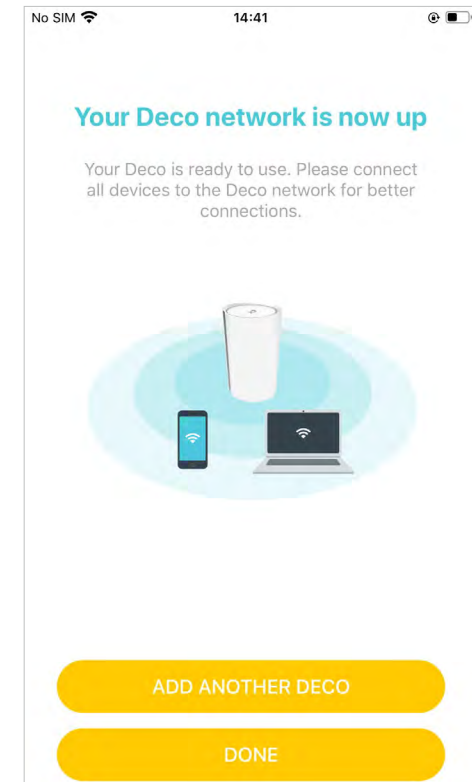 No SIM 14:41
Your Deco network is now up
Your Deco is ready to use. Please connect
all devices to the Deco network for better
connections.
ADD ANOTHER DECO
DONE